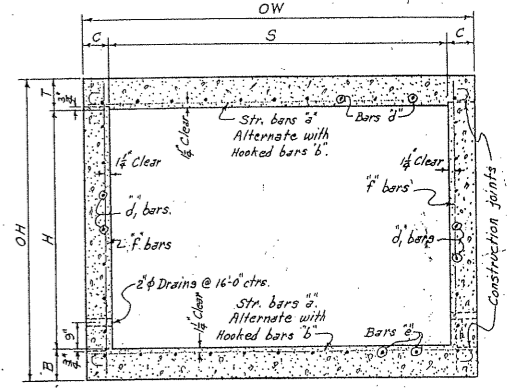 OW
C
S
C
T
Str. bars "a"
Alternate with
Hooked bars "b".
Bars "d"
1¼" Clear
1¼" Clear
1¼" Clear
"f" bars
"d₁" bars.
"f" bars
"d₁" bars
Construction joints
OH
H
2"ϕ Drains @ 16'-0" ctrs.
1½" Clear
Str. bars "a".
Alternate with
Hooked bars "b"
Bars "e"
9"
B